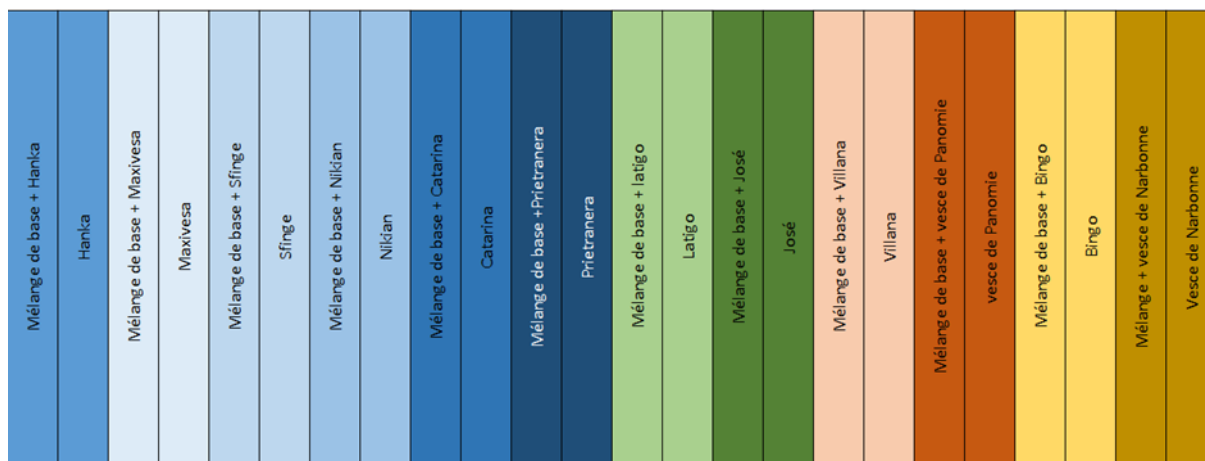 Mélange de base + Hanka
Hanka
Mélange de base + Maxivesa
Maxivesa
Mélange de base + Sfinge
Sfinge
Mélange de base + Nikian
Nikian
Mélange de base + Catarina
Catarina
Mélange de base +Prietranera
Prietranera
Mélange de base + latigo
Latigo
Mélange de base + José
José
Mélange de base + Villana
Villana
Mélange de base + vesce de Panomie
vesce de Panomie
Mélange de base + Bingo
Bingo
Mélange + vesce de Narbonne
Vesce de Narbonne